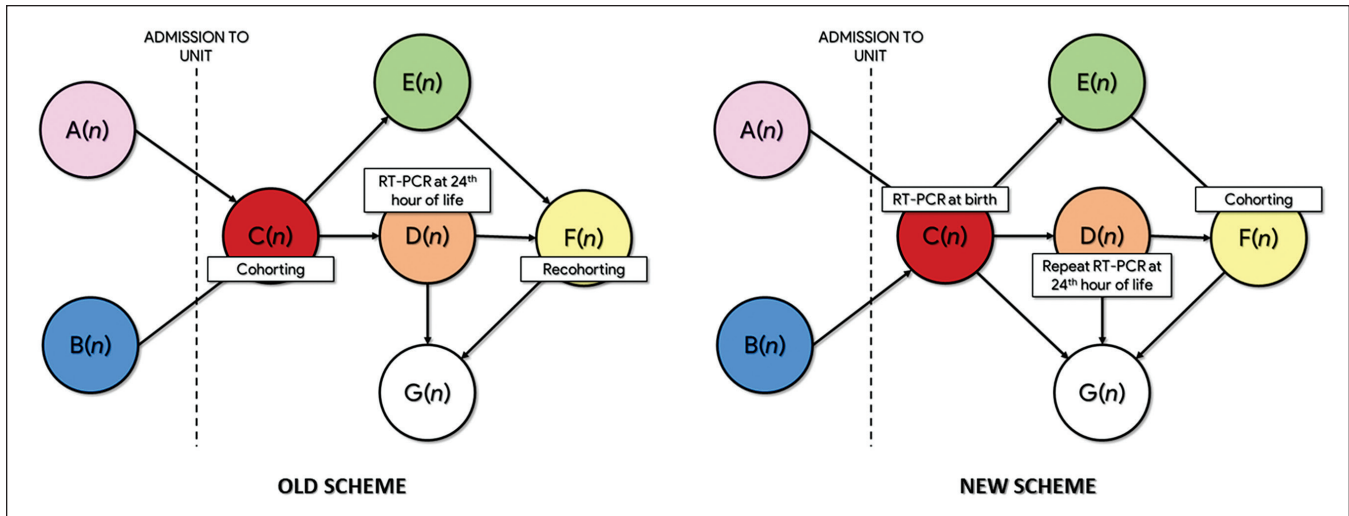 ADMISSION TO
UNIT
E(n)
A(n)
RT-PCR at 24th
hour of life
C(n)
D(n)
F(n)
Cohorting
Recohorting
B(n)
G(n)
OLD SCHEME
ADMISSION TO
UNIT
E(n)
A(n)
RT-PCR at birth
Cohorting
C(n)
D(n)
F(n)
Repeat RT-PCR at
24th hour of life
B(n)
G(n)
NEW SCHEME